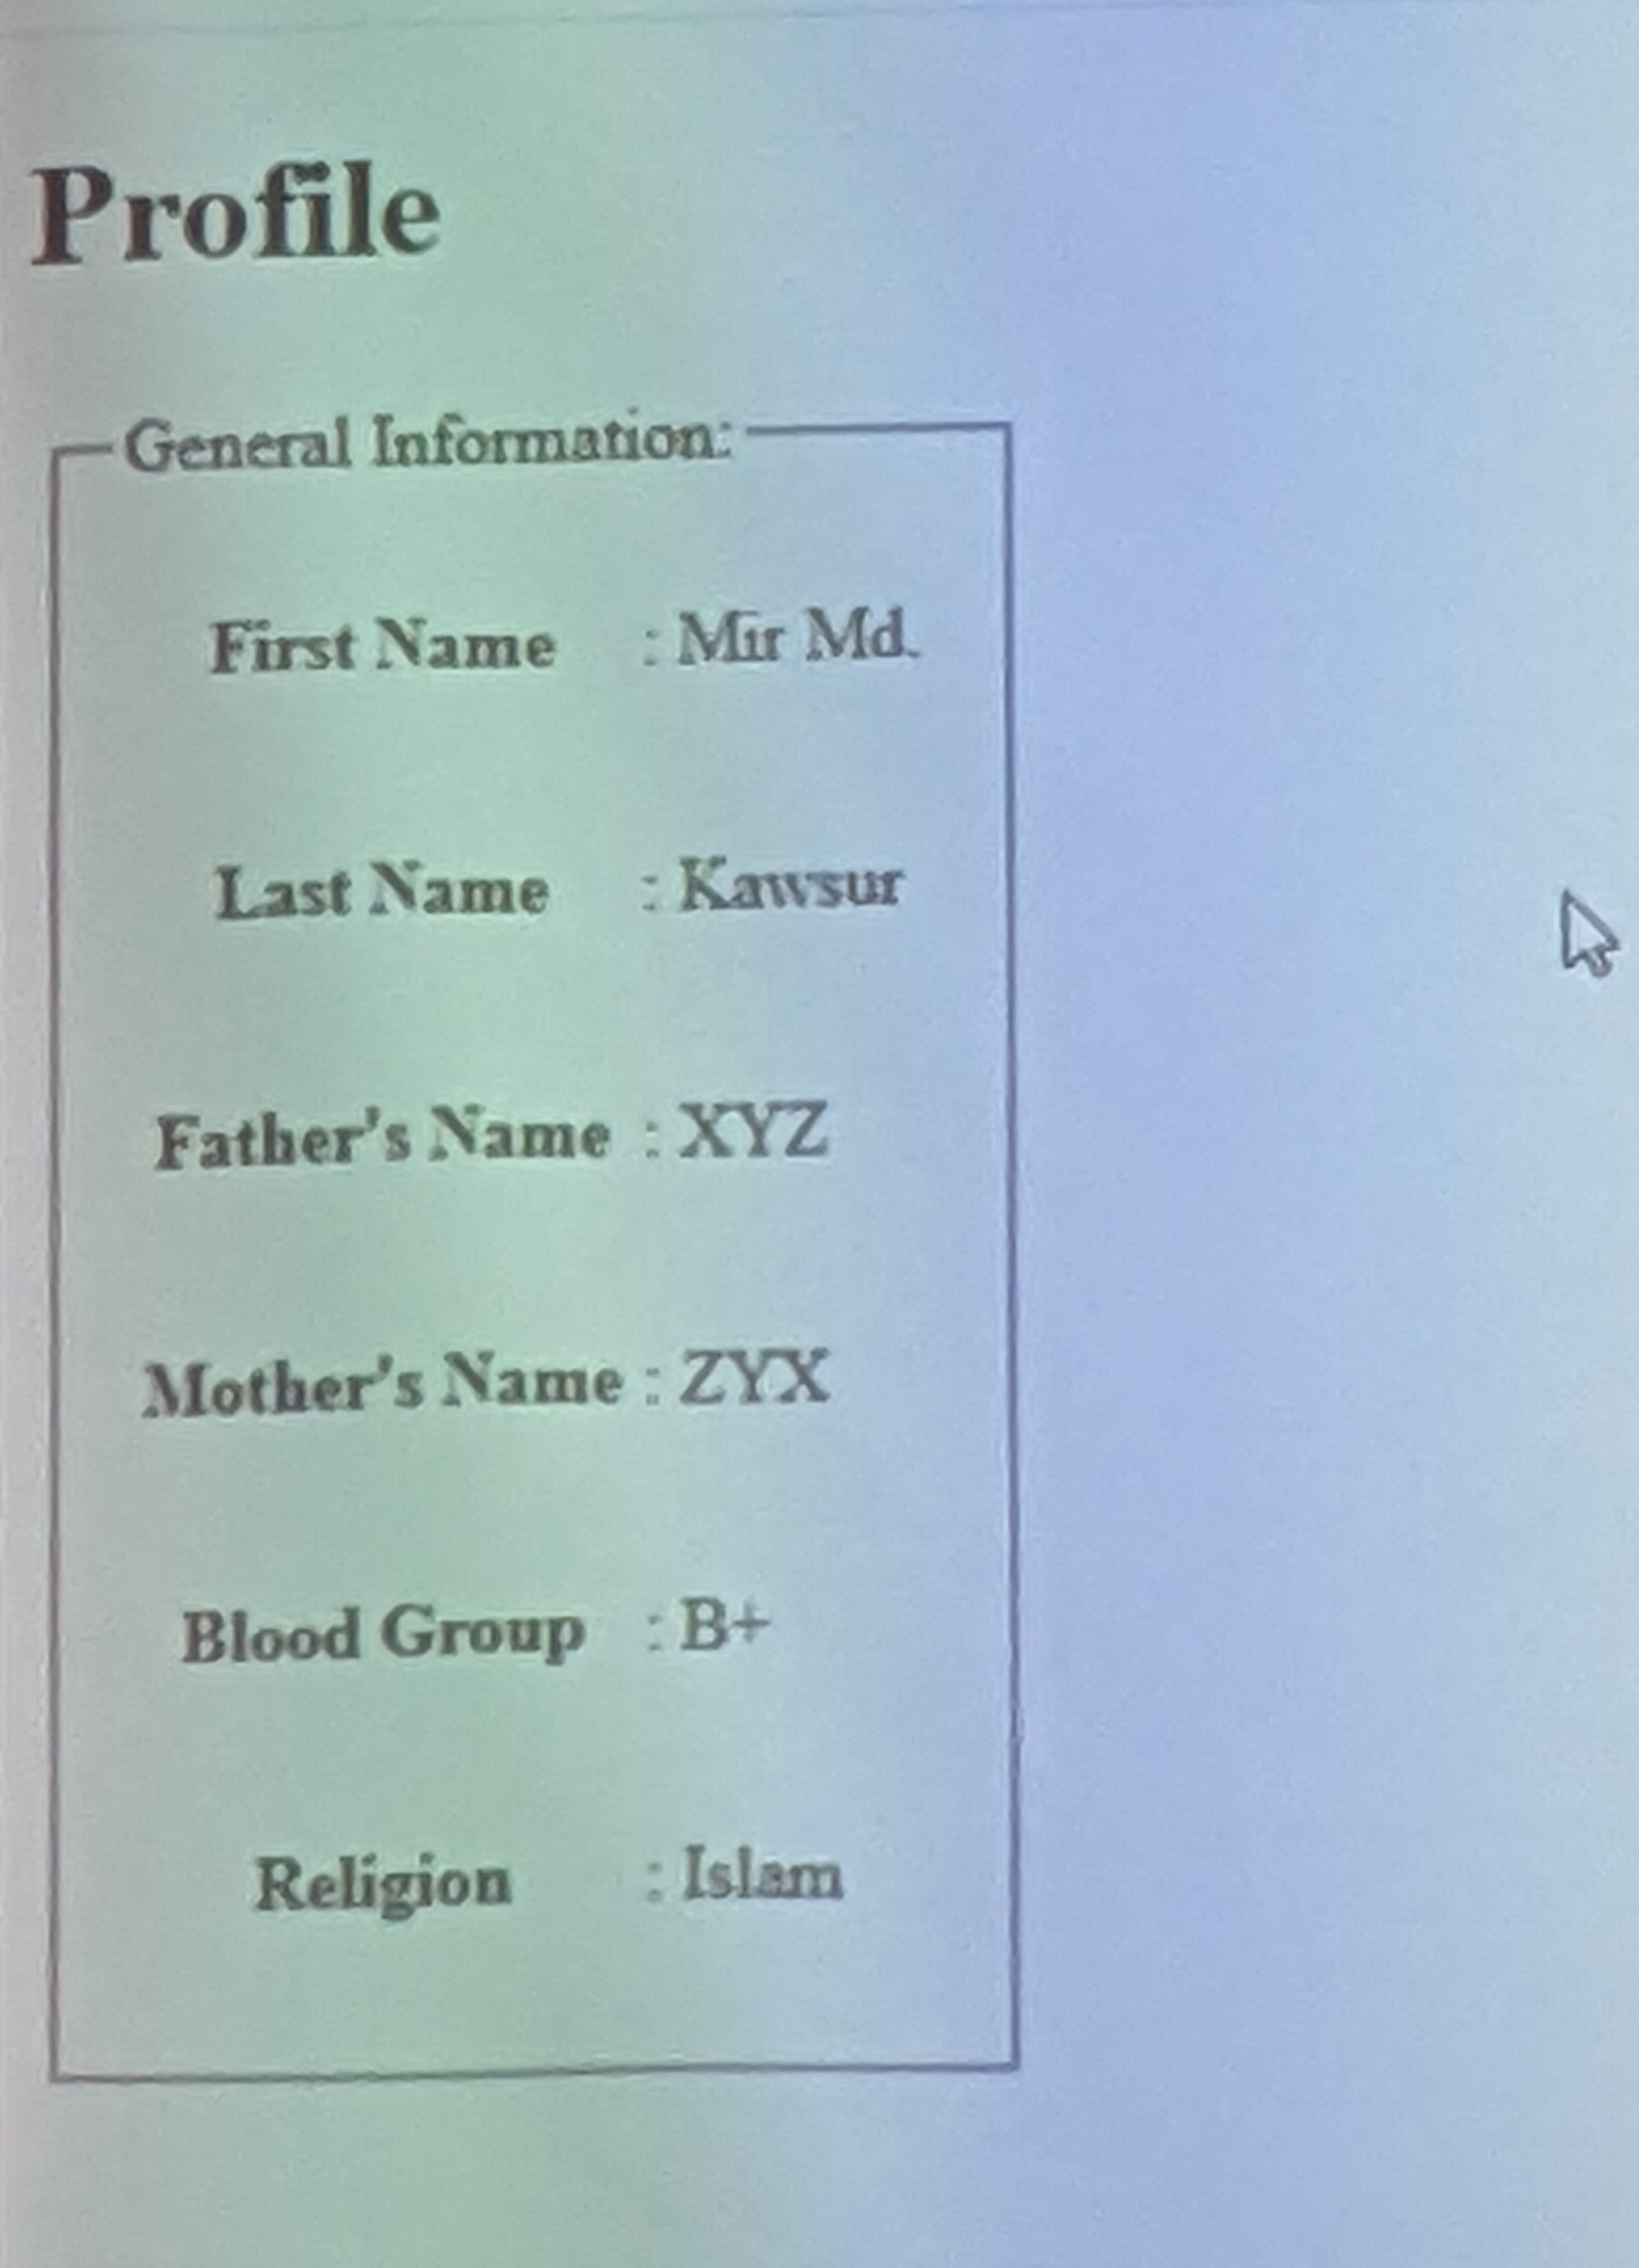 Profile
General Information:
First Name : Mir Md.
Last Name : Kawsur
Father's Name : XYZ
Mother's Name : ZYX
Blood Group : B+
Religion : Islam